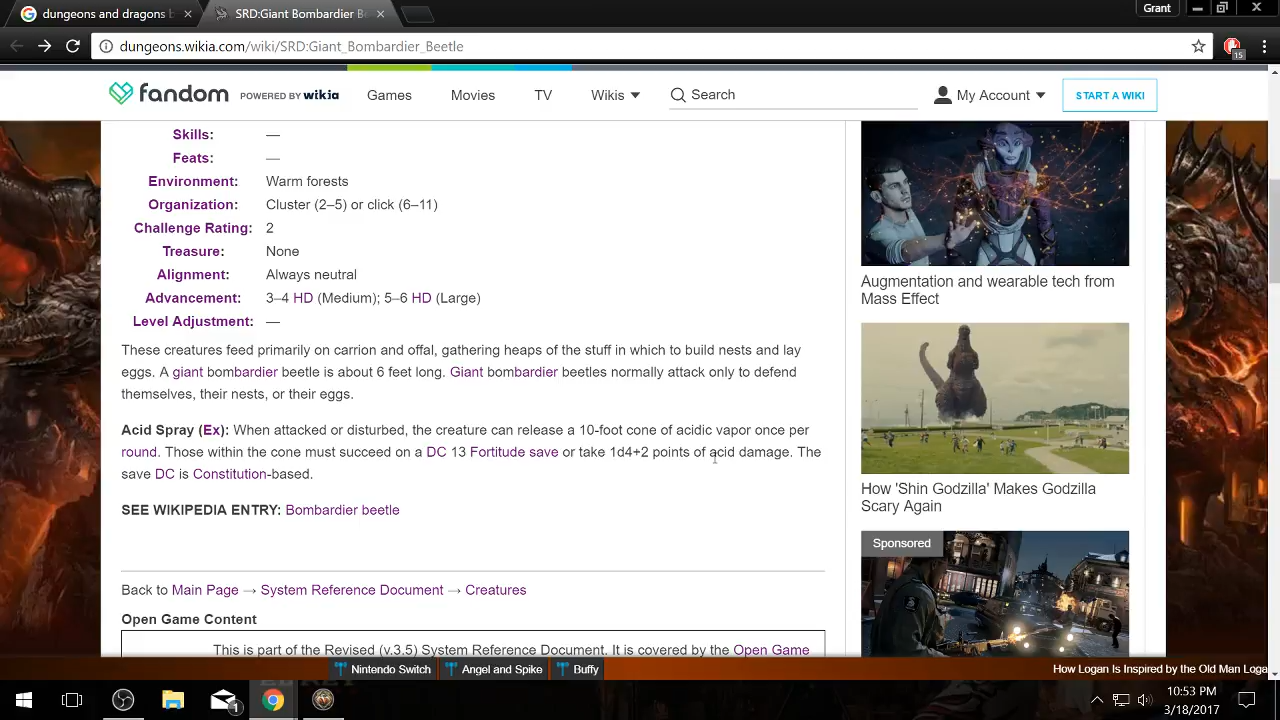 dungeons and dragons b
SRD:Giant Bombardier Be
Grant
dungeons.wikia.com/wiki/SRD:Giant_Bombardier_Beetle
15
fandom POWERED BY wikia Games Movies TV Wikis Search My Account START A WIKI
Skills: —
Feats: —
Environment: Warm forests
Organization: Cluster (2–5) or click (6–11)
Challenge Rating: 2
Treasure: None
Alignment: Always neutral
Advancement: 3–4 HD (Medium); 5–6 HD (Large)
Level Adjustment: —
These creatures feed primarily on carrion and offal, gathering heaps of the stuff in which to build nests and lay
eggs. A giant bombardier beetle is about 6 feet long. Giant bombardier beetles normally attack only to defend
themselves, their nests, or their eggs.
Acid Spray (Ex): When attacked or disturbed, the creature can release a 10-foot cone of acidic vapor once per
round. Those within the cone must succeed on a DC 13 Fortitude save or take 1d4+2 points of acid damage. The
save DC is Constitution-based.
SEE WIKIPEDIA ENTRY: Bombardier beetle
Back to Main Page → System Reference Document → Creatures
Open Game Content
This is part of the Revised (v.3.5) System Reference Document. It is covered by the Open Game
Augmentation and wearable tech from
Mass Effect
How 'Shin Godzilla' Makes Godzilla
Scary Again
Sponsored
Nintendo Switch Angel and Spike Buffy
How Logan Is Inspired by the Old Man Loga
1
10:53 PM
3/18/2017